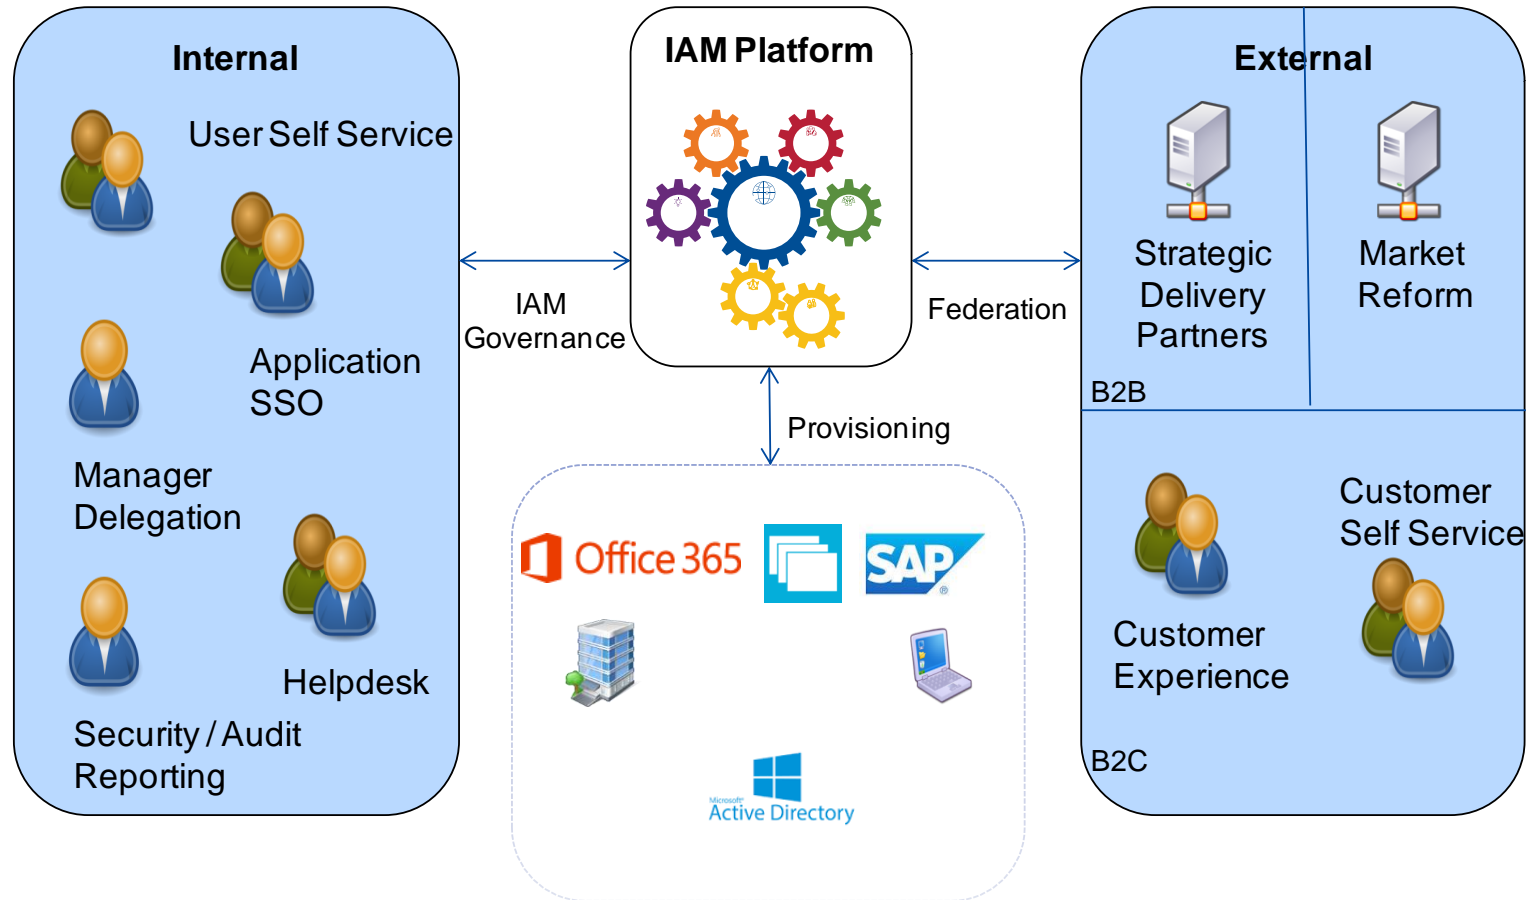 Internal
User Self Service
Application
SSO
Manager
Delegation
Helpdesk
Security / Audit
Reporting
IAM
Governance
IAM Platform
Federation
Provisioning
Office 365
SAP
®
Microsoft®
Active Directory
External
Strategic
Delivery
Partners
Market
Reform
B2B
Customer
Self Service
Customer
Experience
B2C